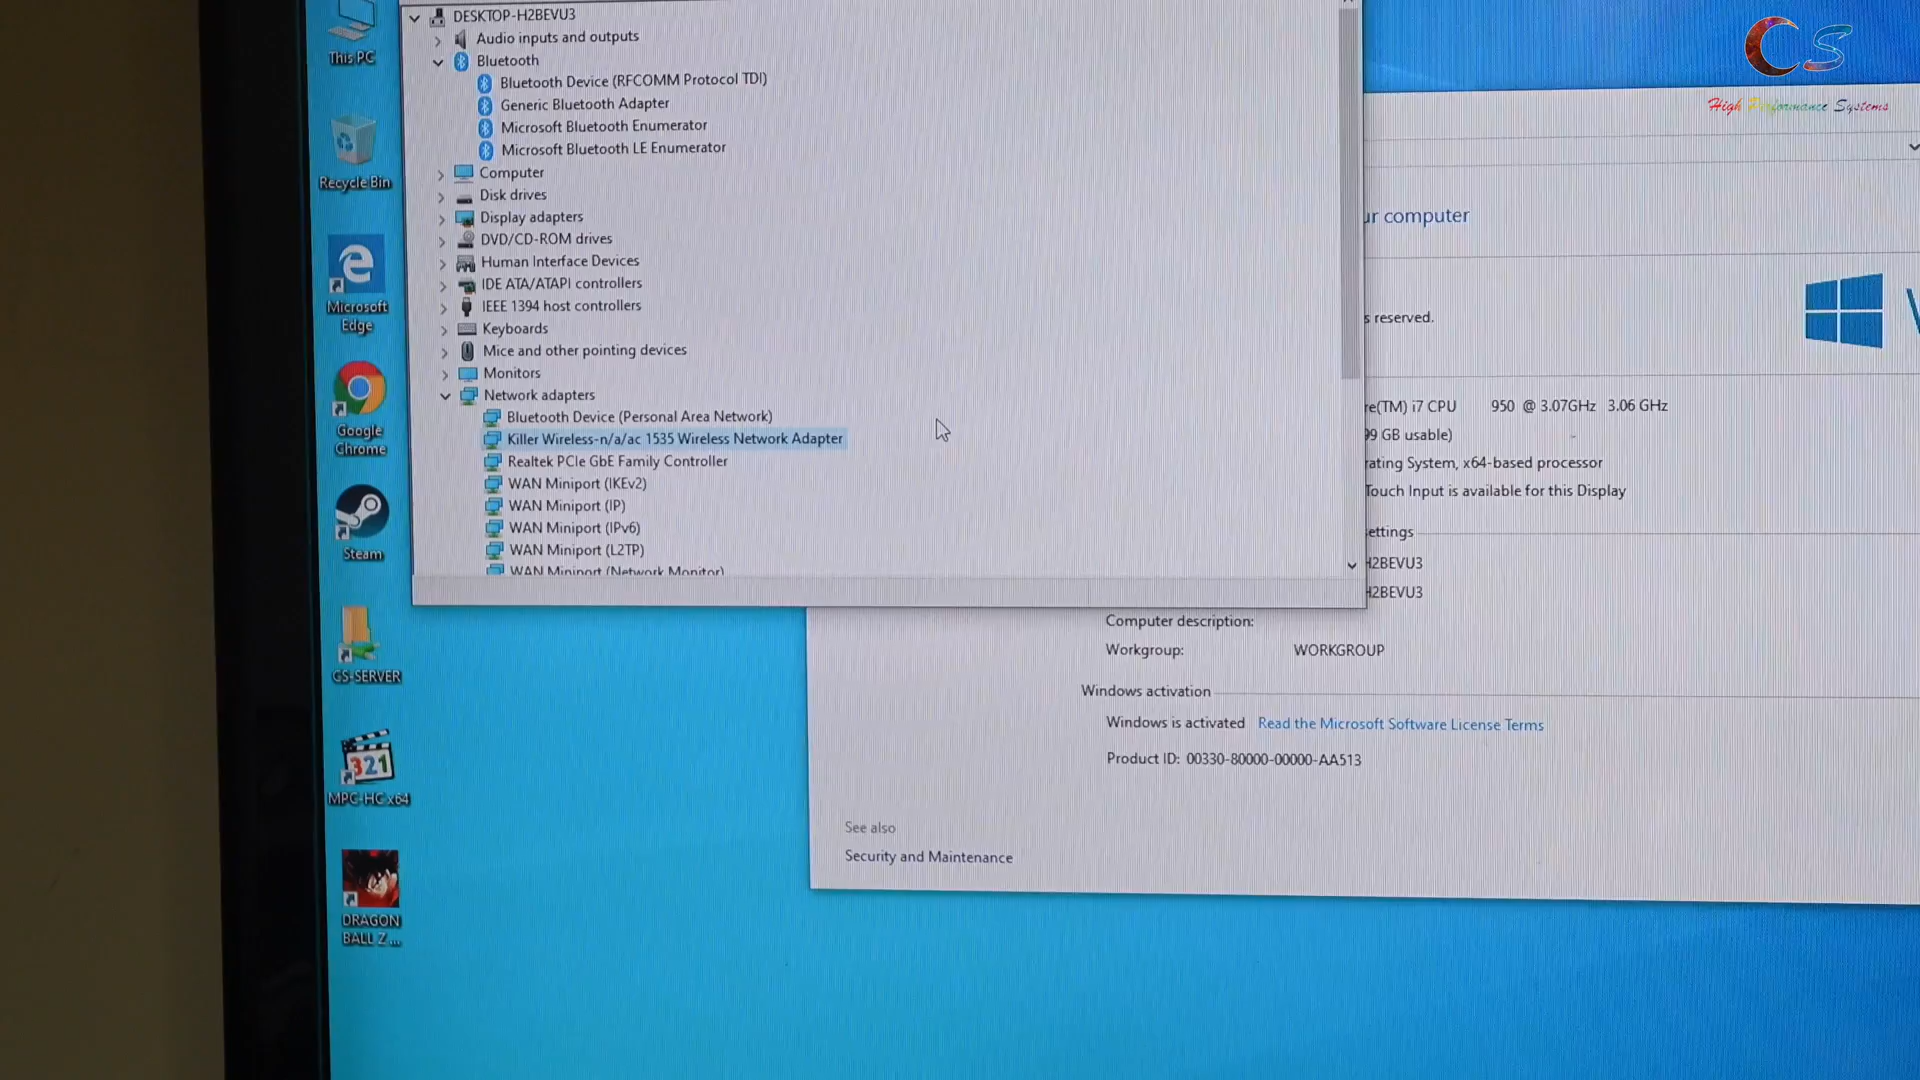 DESKTOP-H2BEVU3
Audio inputs and outputs
Bluetooth
Bluetooth Device (RFCOMM Protocol TDI)
Generic Bluetooth Adapter
Microsoft Bluetooth Enumerator
Microsoft Bluetooth LE Enumerator
Computer
Disk drives
Display adapters
DVD/CD-ROM drives
Human Interface Devices
IDE ATA/ATAPI controllers
IEEE 1394 host controllers
Keyboards
Mice and other pointing devices
Monitors
Network adapters
Bluetooth Device (Personal Area Network)
Killer Wireless-n/a/ac 1535 Wireless Network Adapter
Realtek PCIe GbE Family Controller
WAN Miniport (IKEv2)
WAN Miniport (IP)
WAN Miniport (IPv6)
WAN Miniport (L2TP)
WAN Miniport (Network Monitor)
This PC
Recycle Bin
Microsoft
Edge
Google
Chrome
Steam
CS-SERVER
321
MPC-HC x64
DRAGON
BALL Z ...
CS
High Performance Systems
ur computer
s reserved.
re(TM) i7 CPU 950 @ 3.07GHz 3.06 GHz
99 GB usable)
rating System, x64-based processor
Touch Input is available for this Display
ettings
H2BEVU3
H2BEVU3
Computer description:
Workgroup: WORKGROUP
Windows activation
Windows is activated Read the Microsoft Software License Terms
Product ID: 00330-80000-00000-AA513
See also
Security and Maintenance